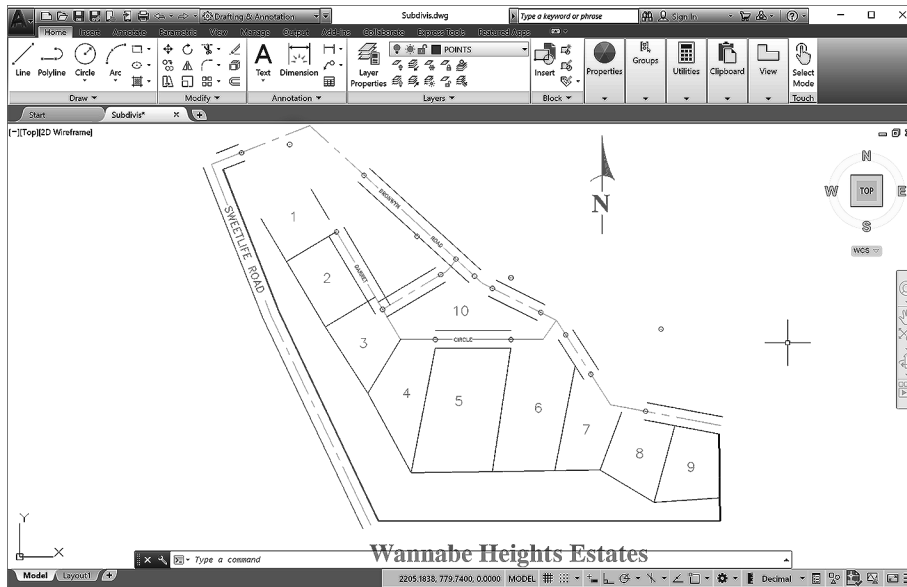 Drafting & Annotation
Subdivis.dwg
Type a keyword or phrase
Sign In
Home Insert Annotate Parametric View Manage Output Add-ins Collaborate Express Tools Featured Apps
Line Polyline Circle Arc
Text Dimension
Layer Properties
POINTS
Insert
Properties
Groups
Utilities
Clipboard
View
Select Mode
Draw
Modify
Annotation
Layers
Block
Touch
Start
Subdivis*
[-][Top][2D Wireframe]
N
W TOP E
S
WCS
N
SWEETLIFE ROAD
BRONWYN ROAD
GARRET
CIRCLE
1
2
3
4
5
6
7
8
9
10
Y
X
Type a command
Wannabe Heights Estates
Model Layout1
2205.1838, 779.7400, 0.0000 MODEL
Decimal